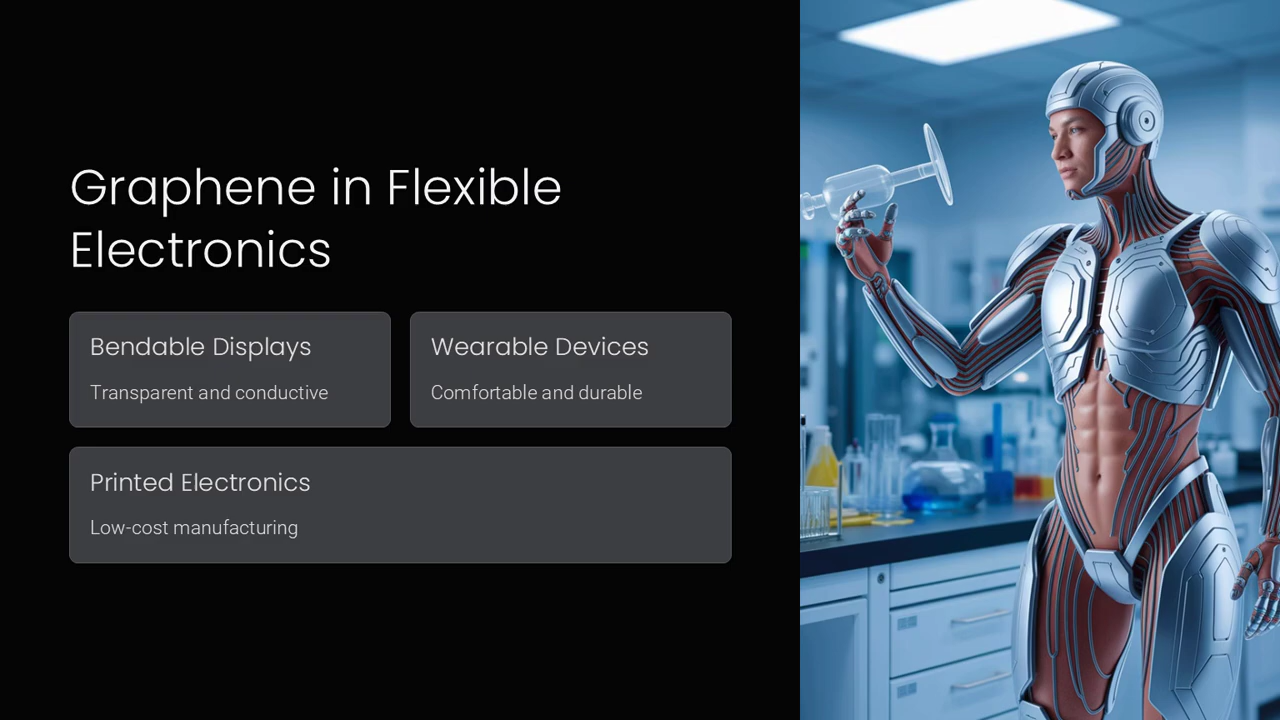 Graphene in Flexible
Electronics
Bendable Displays
Transparent and conductive
Wearable Devices
Comfortable and durable
Printed Electronics
Low-cost manufacturing